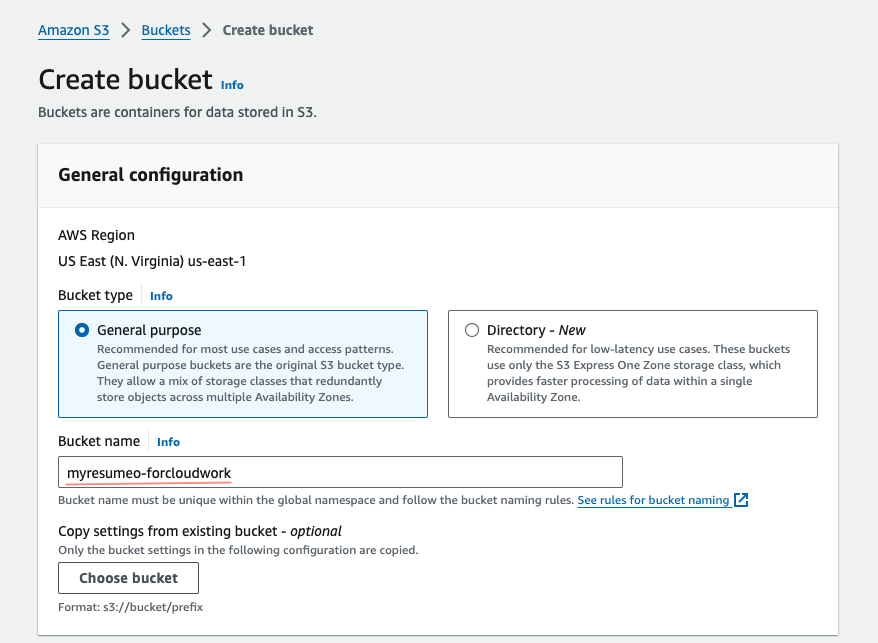 Amazon S3 > Buckets > Create bucket
Create bucket Info
Buckets are containers for data stored in S3.
General configuration
AWS Region
US East (N. Virginia) us-east-1
Bucket type Info
General purpose
Recommended for most use cases and access patterns.
General purpose buckets are the original S3 bucket type.
They allow a mix of storage classes that redundantly
store objects across multiple Availability Zones.
Directory - New
Recommended for low-latency use cases. These buckets
use only the S3 Express One Zone storage class, which
provides faster processing of data within a single
Availability Zone.
Bucket name Info
myresumeo-forcloudwork
Bucket name must be unique within the global namespace and follow the bucket naming rules. See rules for bucket naming
Copy settings from existing bucket - optional
Only the bucket settings in the following configuration are copied.
Choose bucket
Format: s3://bucket/prefix